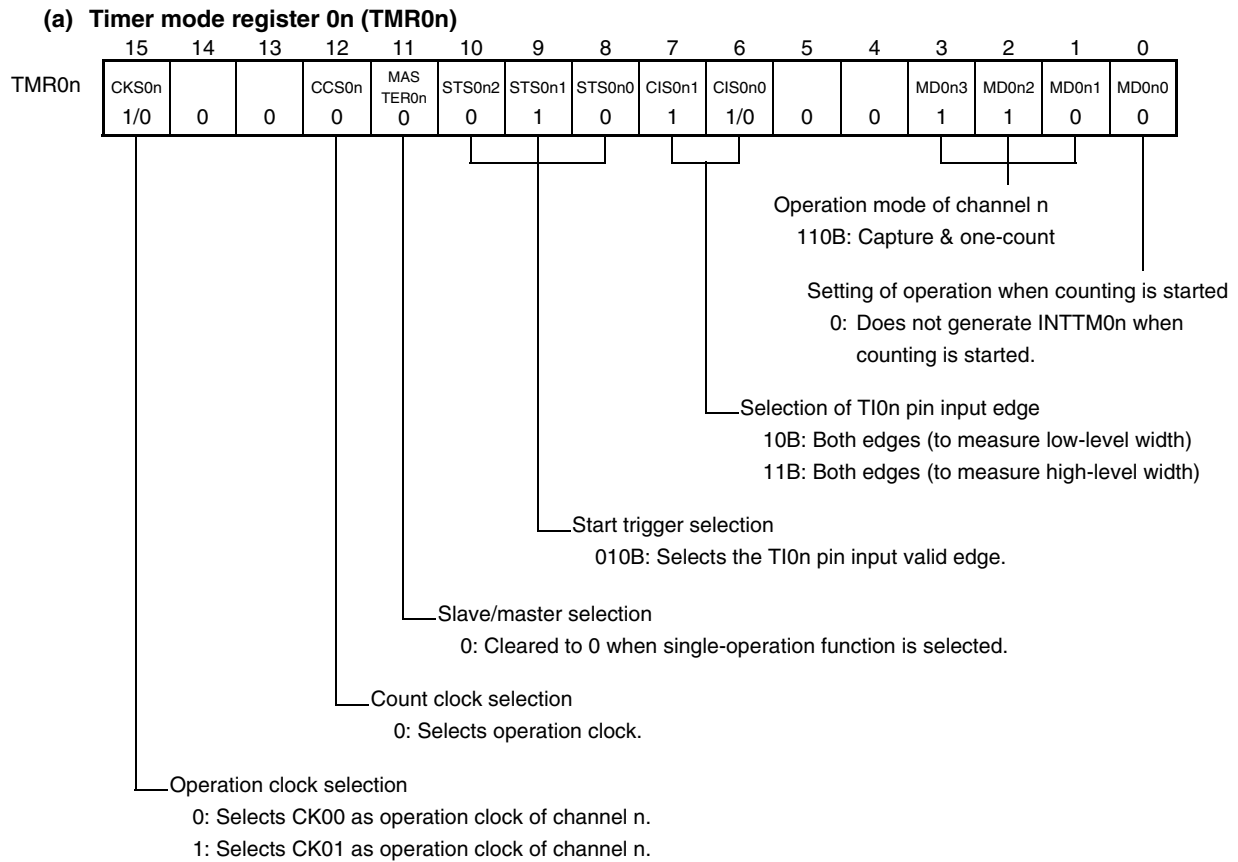 (a) Timer mode register 0n (TMR0n)
15 14 13 12 11 10 9 8 7 6 5 4 3 2 1 0
TMR0n
CKS0n CCS0n MAS TER0n STS0n2 STS0n1 STS0n0 CIS0n1 CIS0n0 MD0n3 MD0n2 MD0n1 MD0n0
1/0 0 0 0 0 0 1 0 1 1/0 0 0 1 1 0 0
Operation mode of channel n
110B: Capture & one-count
Setting of operation when counting is started
0: Does not generate INTTM0n when
counting is started.
Selection of TI0n pin input edge
10B: Both edges (to measure low-level width)
11B: Both edges (to measure high-level width)
Start trigger selection
010B: Selects the TI0n pin input valid edge.
Slave/master selection
0: Cleared to 0 when single-operation function is selected.
Count clock selection
0: Selects operation clock.
Operation clock selection
0: Selects CK00 as operation clock of channel n.
1: Selects CK01 as operation clock of channel n.